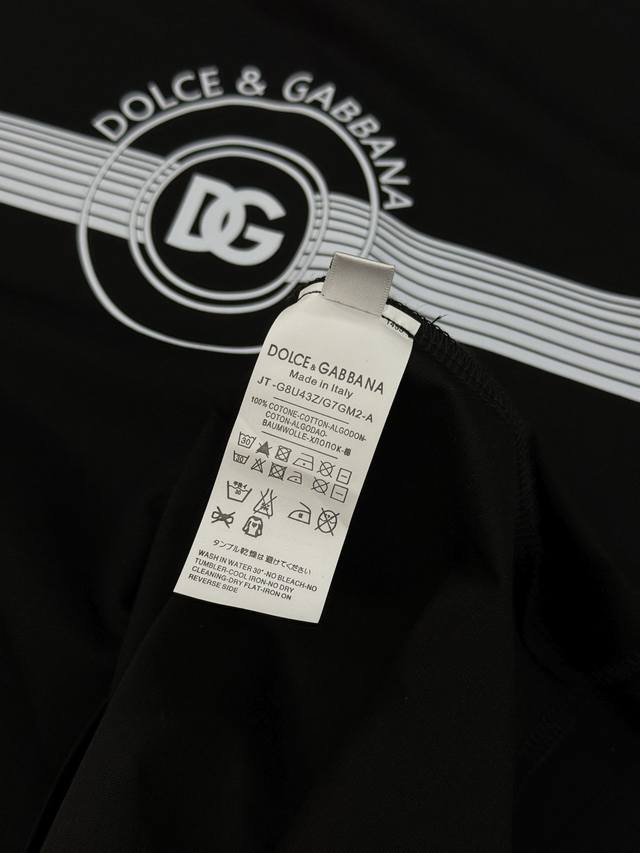 DOLCE & GABBANA
DG
DOLCE & GABBANA
Made in Italy
JT-G8U43Z/G7GM2-A
100% COTONE-COTTON-ALGODON-
COTON-ALGODAO-
BAUMWOLLE-ХЛОПОК-棉
30
30
タンブル乾燥は避けてください
WASH IN WATER 30°-NO BLEACH-NO
TUMBLER-COOL IRON-NO DRY
CLEANING-DRY FLAT-IRON ON
REVERSE SIDE